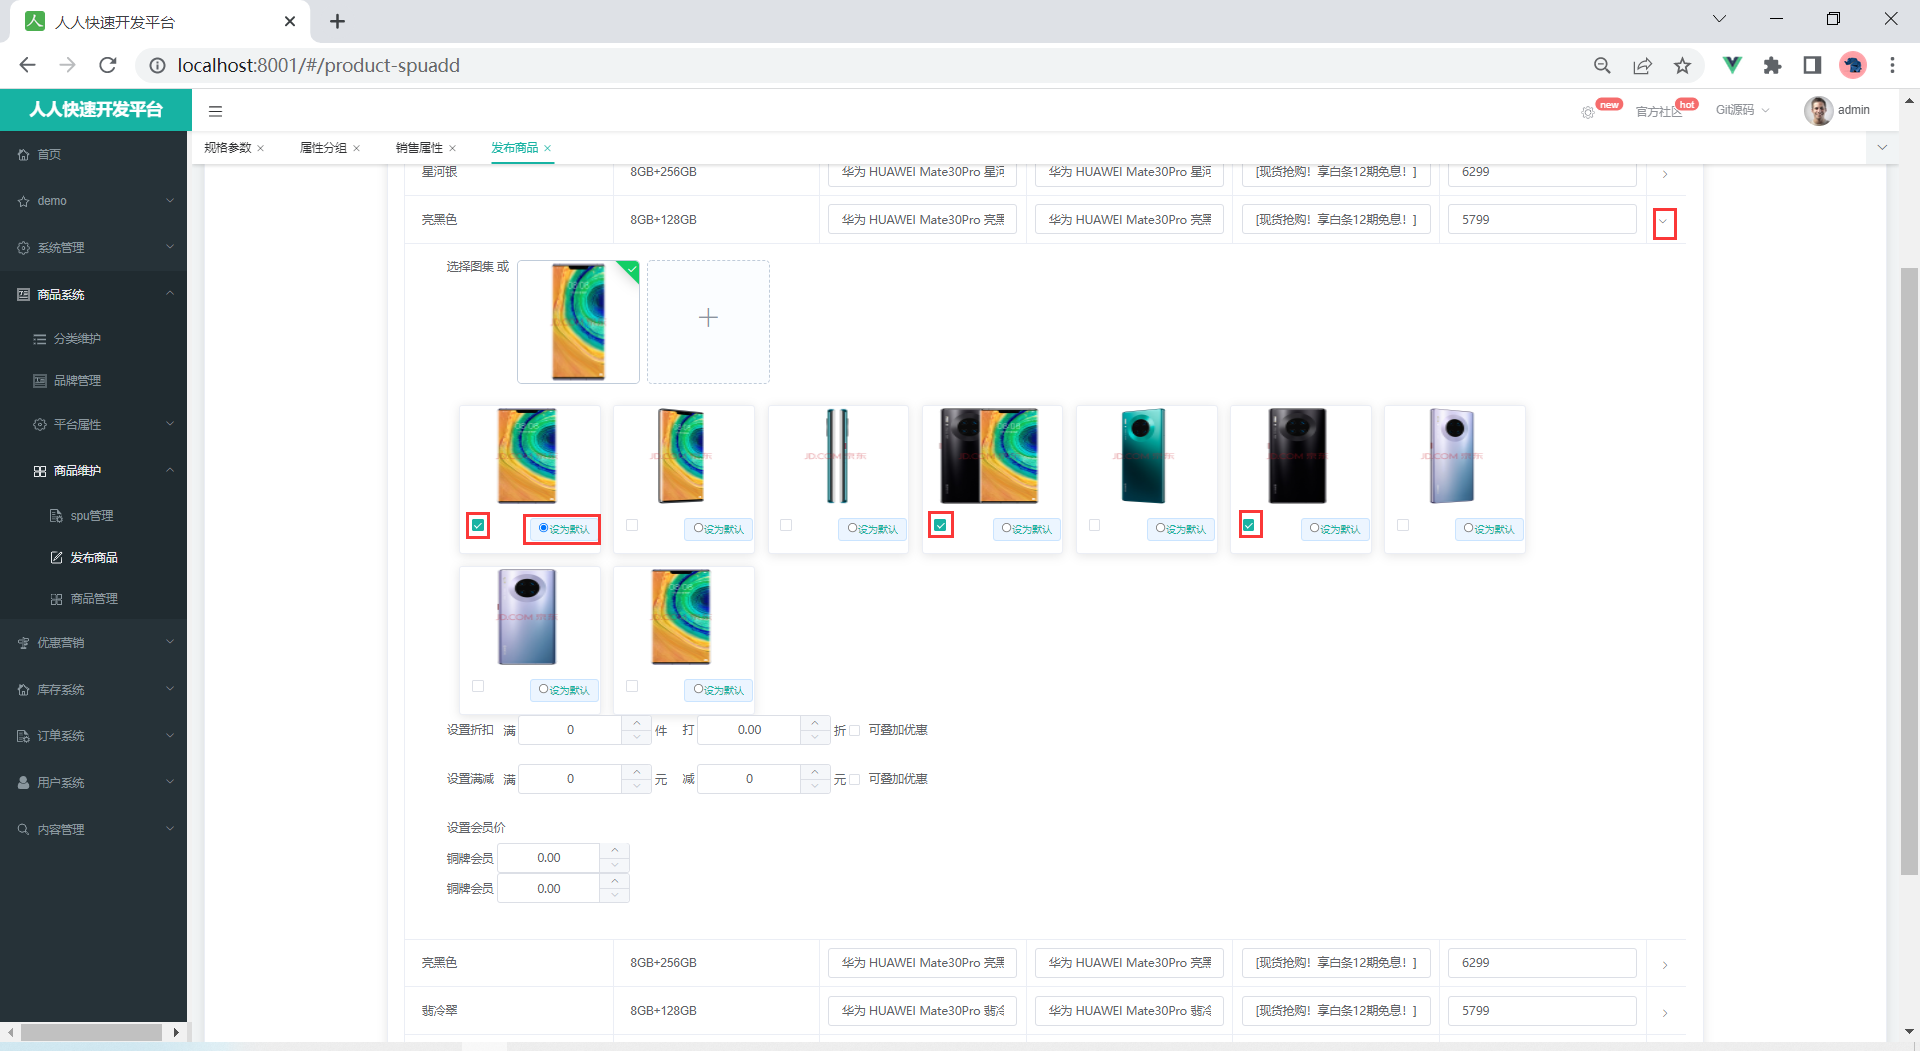 人人快速开发平台
localhost:8001/#/product-spuadd
人人快速开发平台
new
官方社区
hot
Git源码
admin
首页
demo
系统管理
商品系统
分类维护
品牌管理
平台属性
商品维护
spu管理
发布商品
商品管理
优惠营销
库存系统
订单系统
用户系统
内容管理
规格参数 × 属性分组 × 销售属性 × 发布商品 ×
星河银 8GB+256GB 华为 HUAWEI Mate30Pro 星河 华为 HUAWEI Mate30Pro 星河 [现货抢购！享白条12期免息！] 6299
亮黑色 8GB+128GB 华为 HUAWEI Mate30Pro 亮黑 华为 HUAWEI Mate30Pro 亮黑 [现货抢购！享白条12期免息！] 5799
选择图集 或
08:08
JD.COM 京东
设为默认 设为默认 设为默认 设为默认 设为默认 设为默认 设为默认
JD.COM 京东
设为默认 设为默认
设置折扣 满 0 件 打 0.00 折 可叠加优惠
设置满减 满 0 元 减 0 元 可叠加优惠
设置会员价
铜牌会员 0.00
铜牌会员 0.00
亮黑色 8GB+256GB 华为 HUAWEI Mate30Pro 亮黑 华为 HUAWEI Mate30Pro 亮黑 [现货抢购！享白条12期免息！] 6299
翡冷翠 8GB+128GB 华为 HUAWEI Mate30Pro 翡冷 华为 HUAWEI Mate30Pro 翡冷 [现货抢购！享白条12期免息！] 5799